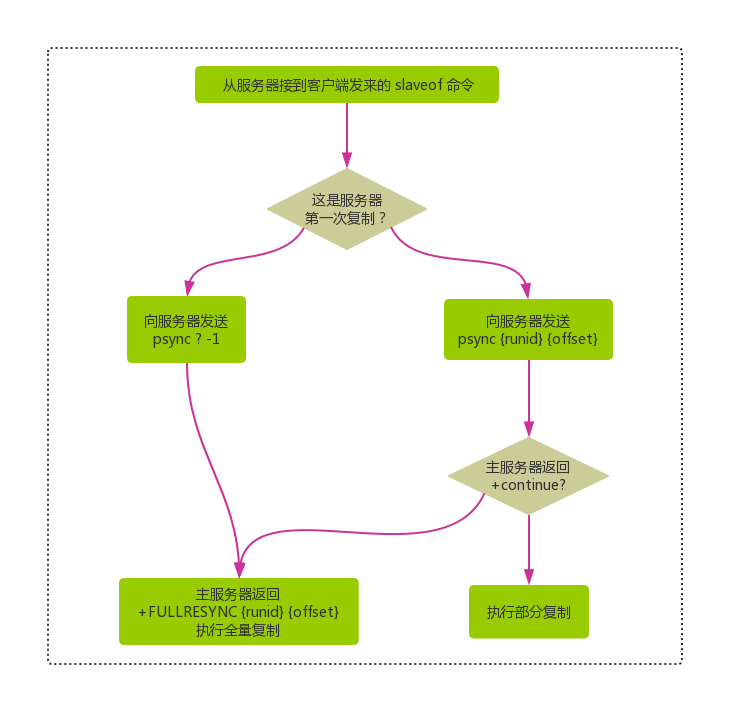 从服务器接到客户端发来的 slaveof 命令
这是服务器
第一次复制？
向服务器发送
psync ? -1
向服务器发送
psync {runid} {offset}
主服务器返回
+continue?
主服务器返回
+FULLRESYNC {runid} {offset}
执行全量复制
执行部分复制